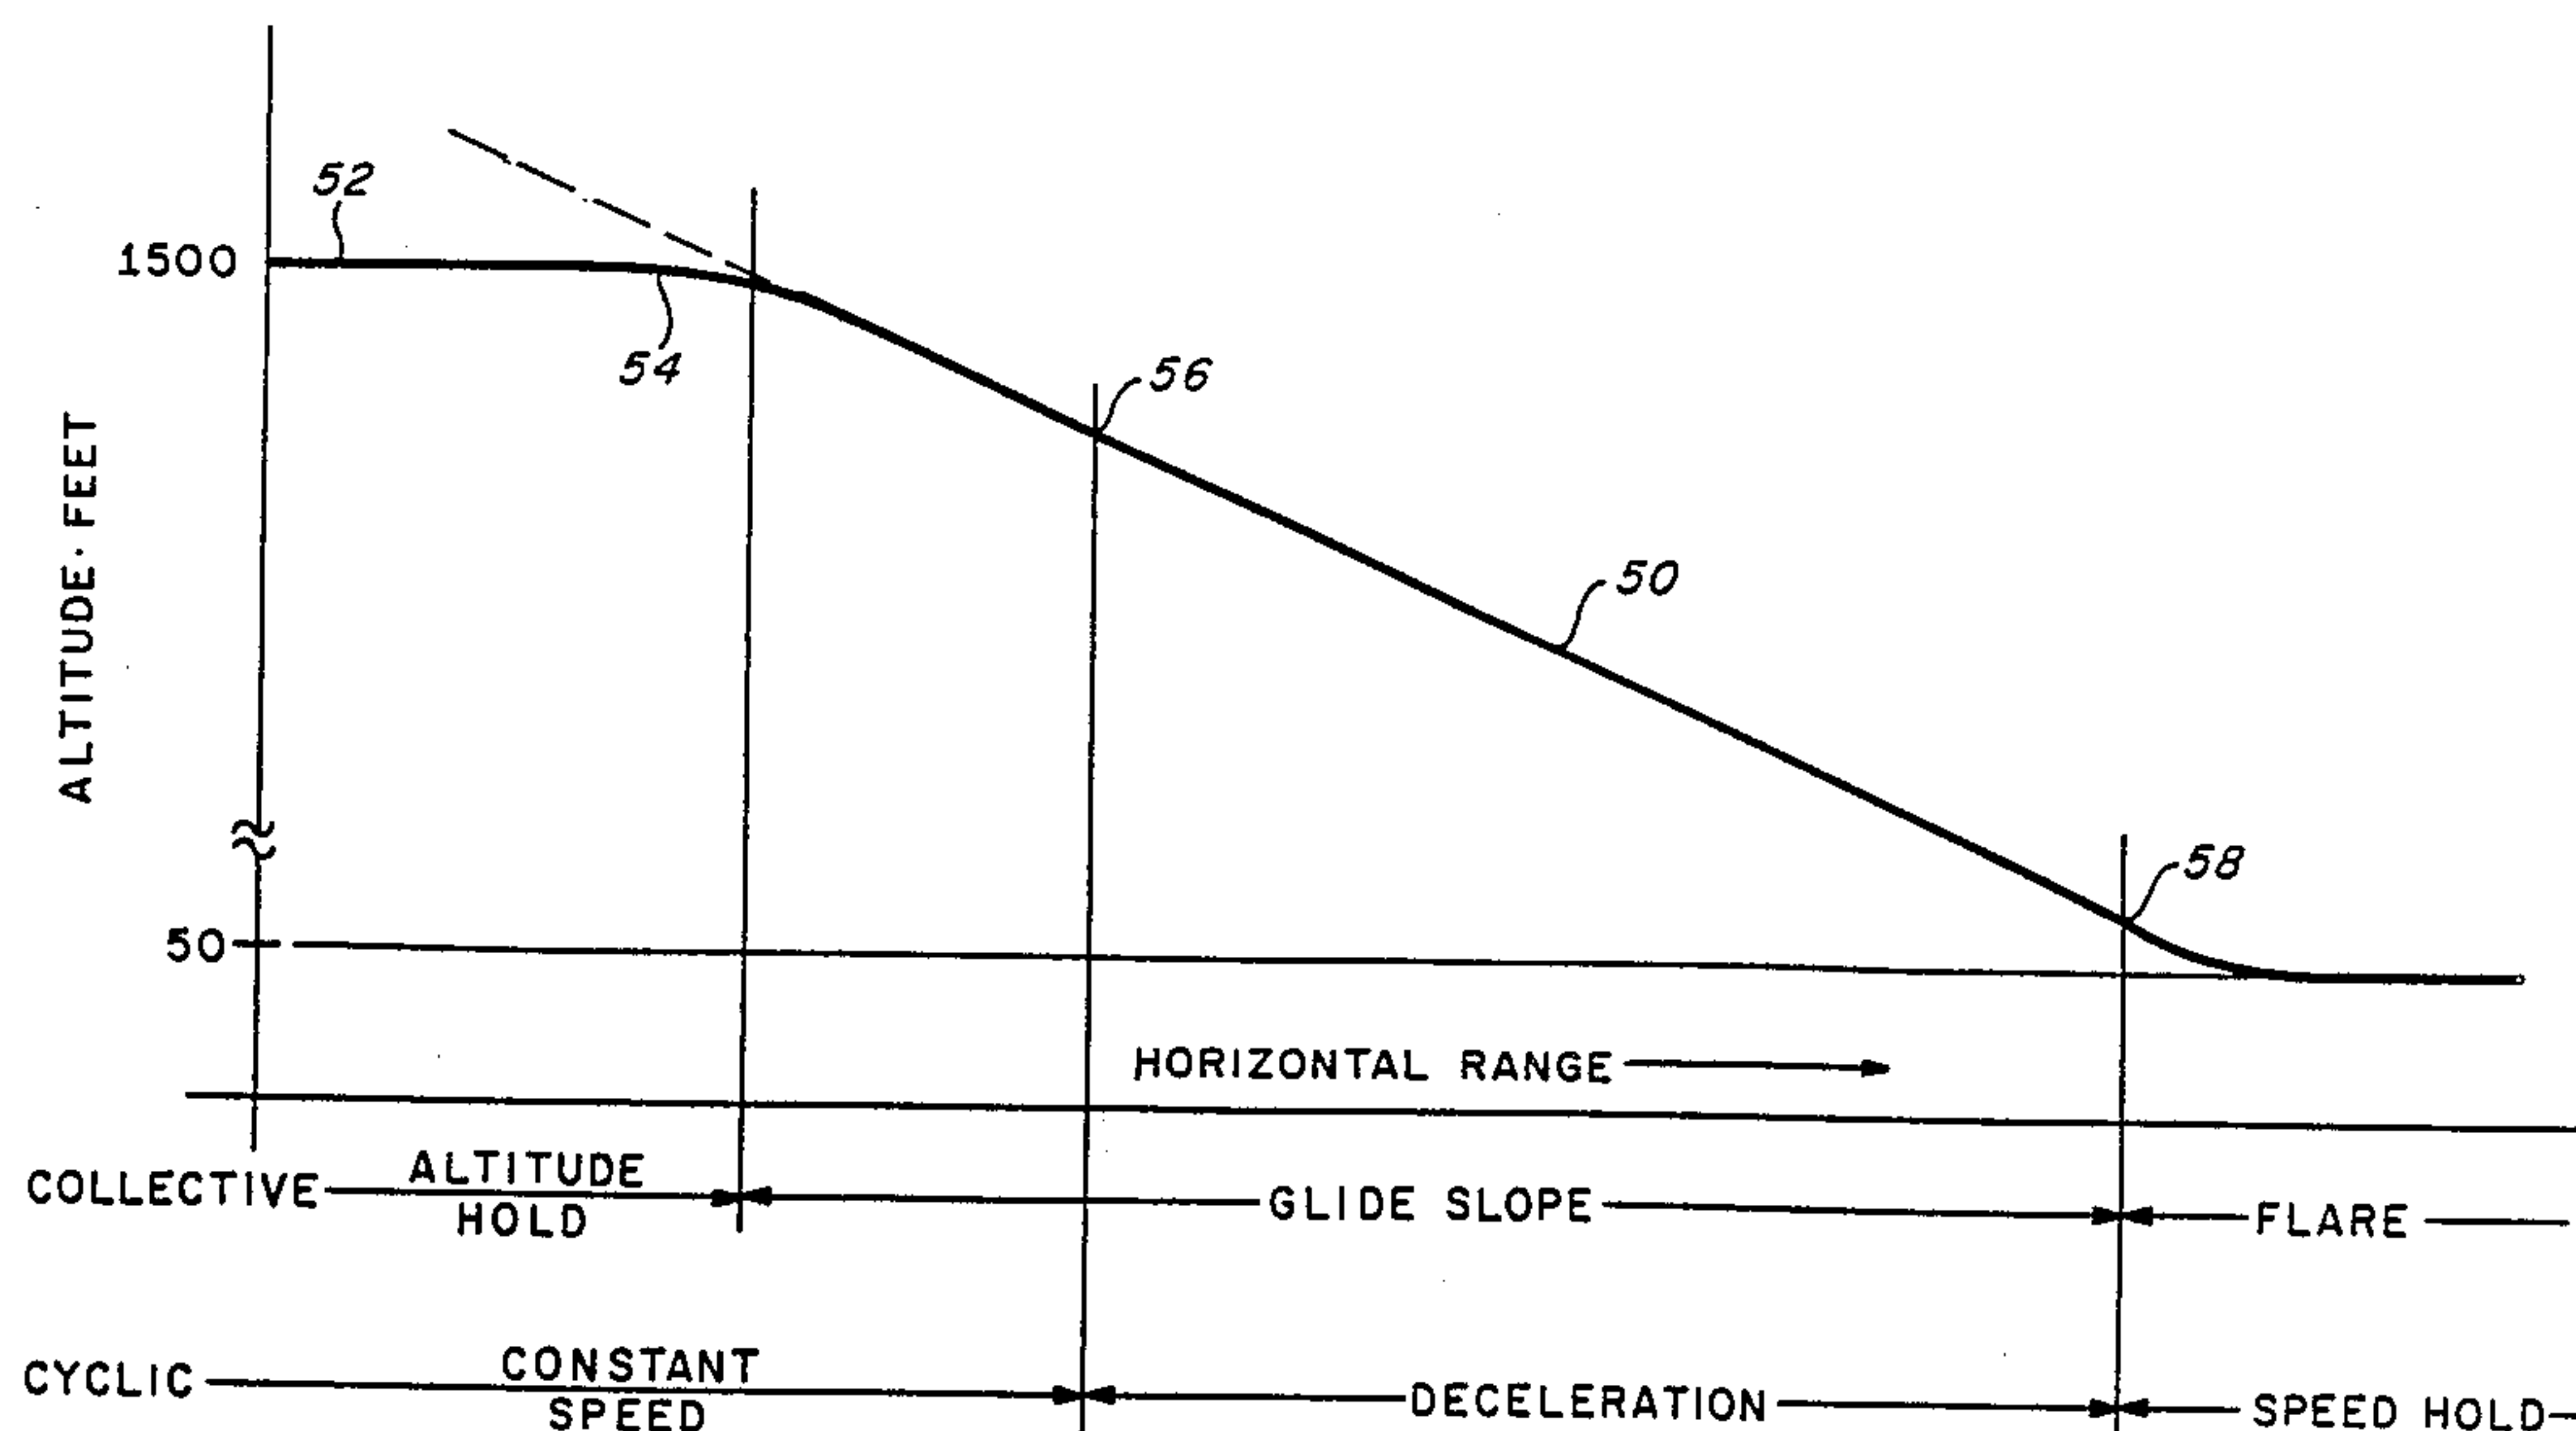 52
1500
54
56
ALTITUDE · FEET
50
58
50
HORIZONTAL RANGE
COLLECTIVE
ALTITUDE
HOLD
GLIDE SLOPE
FLARE
CYCLIC
CONSTANT
SPEED
DECELERATION
SPEED HOLD